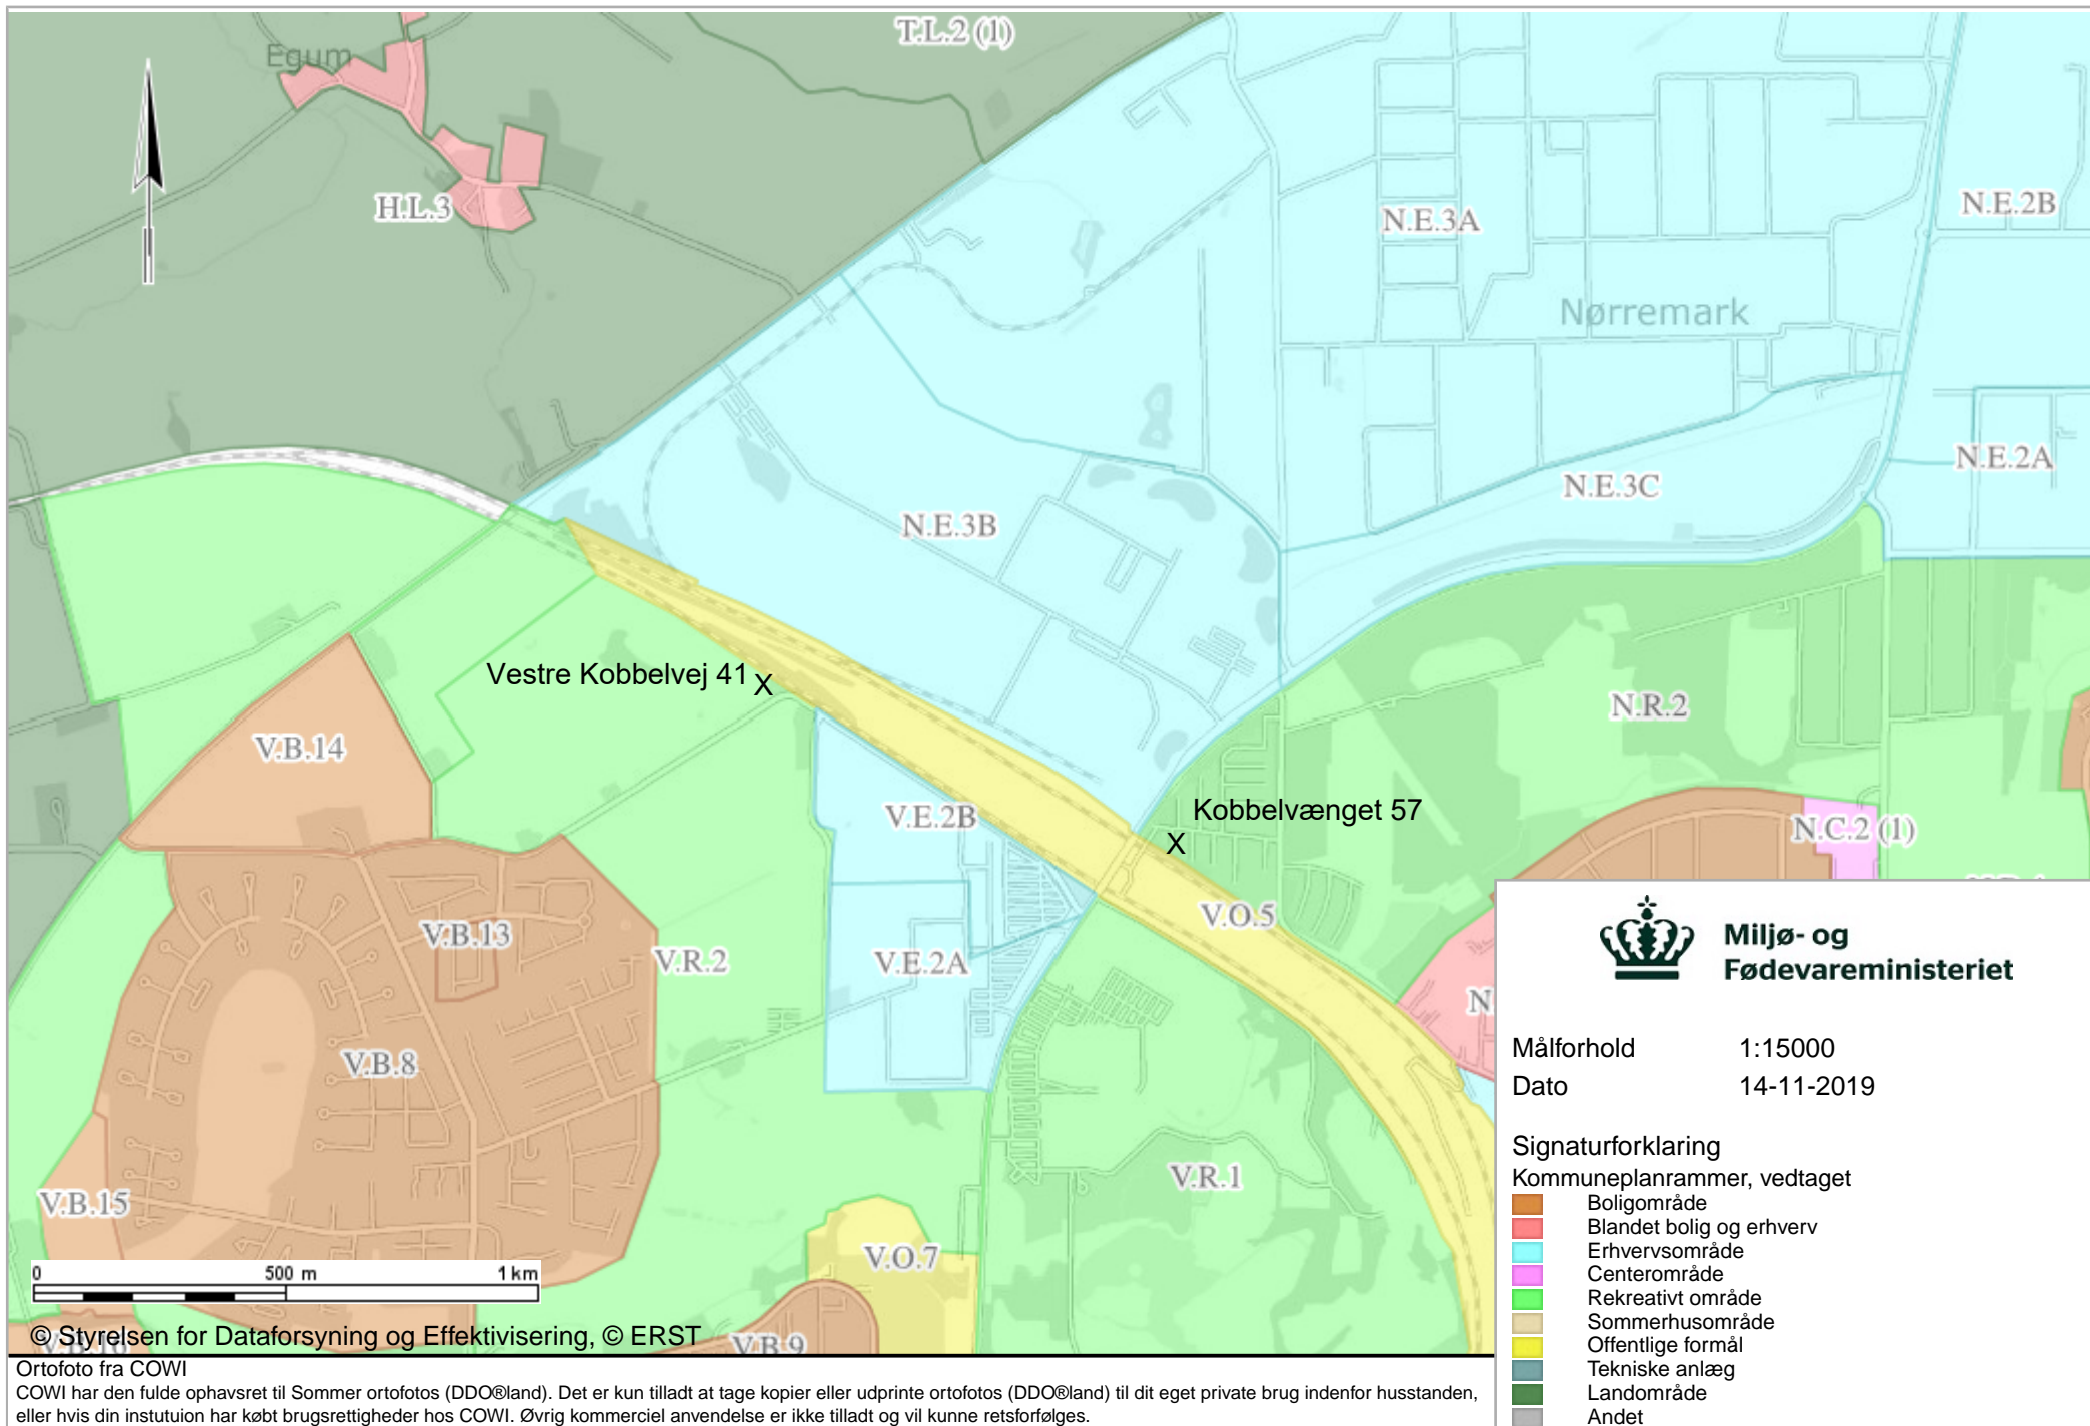 T.L.2 (1)
Egum
H.L.3
N.E.3A
N.E.2B
Nørremark
N.E.2A
N.E.3C
N.E.3B
Vestre Kobbelvej 41 X
N.R.2
V.B.14
V.E.2B
Kobbelvænget 57
X
N.C.2 (1)
V.O.5
V.B.13
V.R.2
V.E.2A
N
V.B.8
V.R.1
V.B.15
V.O.7
0 500 m 1 km
© Styrelsen for Dataforsyning og Effektivisering, © ERST
V.B.16
V.B.9
Miljø- og
Fødevareministeriet
Målforhold 1:15000
Dato 14-11-2019
Signaturforklaring
Kommuneplanrammer, vedtaget
Boligområde
Blandet bolig og erhverv
Erhvervsområde
Centerområde
Rekreativt område
Sommerhusområde
Offentlige formål
Tekniske anlæg
Landområde
Andet
Ortofoto fra COWI
COWI har den fulde ophavsret til Sommer ortofotos (DDO®land). Det er kun tilladt at tage kopier eller udprinte ortofotos (DDO®land) til dit eget private brug indenfor husstanden,
eller hvis din instutuion har købt brugsrettigheder hos COWI. Øvrig kommerciel anvendelse er ikke tilladt og vil kunne retsforfølges.